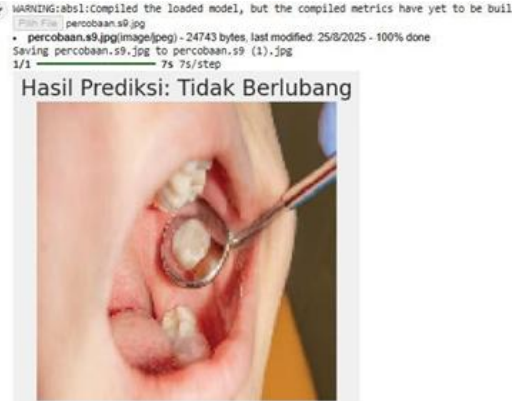 WARNING:absl:Compiled the loaded model, but the compiled metrics have yet to be buil
Pilih File percobaan.s9.jpg
• percobaan.s9.jpg(image/jpeg) - 24743 bytes, last modified: 25/8/2025 - 100% done
Saving percobaan.s9.jpg to percobaan.s9 (1).jpg
1/1 7s 7s/step
Hasil Prediksi: Tidak Berlubang